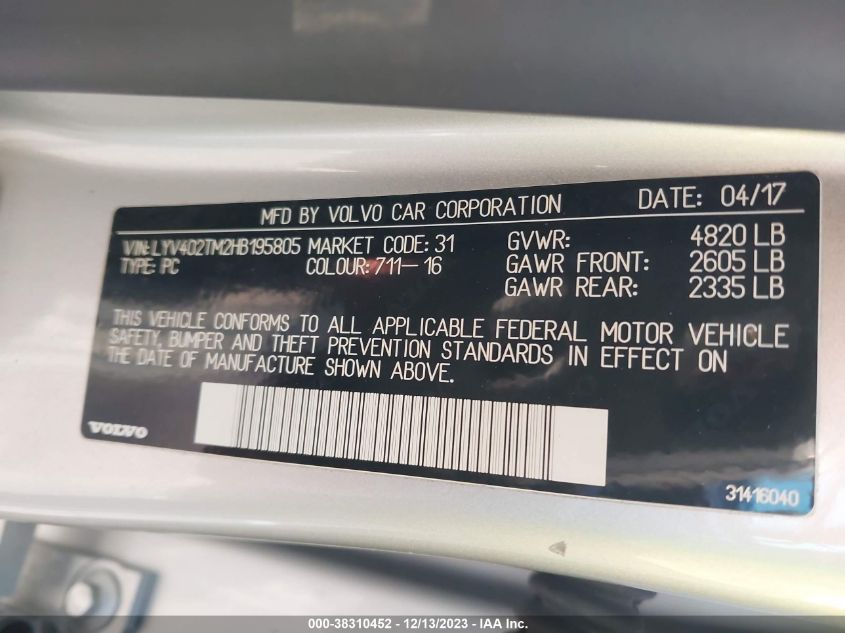 MFD BY VOLVO CAR CORPORATION DATE: 04/17
VIN:LYV402TM2HB195805 MARKET CODE: 31 GVWR: 4820 LB
TYPE: PC COLOUR: 711-16 GAWR FRONT: 2605 LB
GAWR REAR: 2335 LB
THIS VEHICLE CONFORMS TO ALL APPLICABLE FEDERAL MOTOR VEHICLE
SAFETY, BUMPER AND THEFT PREVENTION STANDARDS IN EFFECT ON
THE DATE OF MANUFACTURE SHOWN ABOVE.
VOLVO
31416040
000-38310452 - 12/13/2023 - IAA Inc.